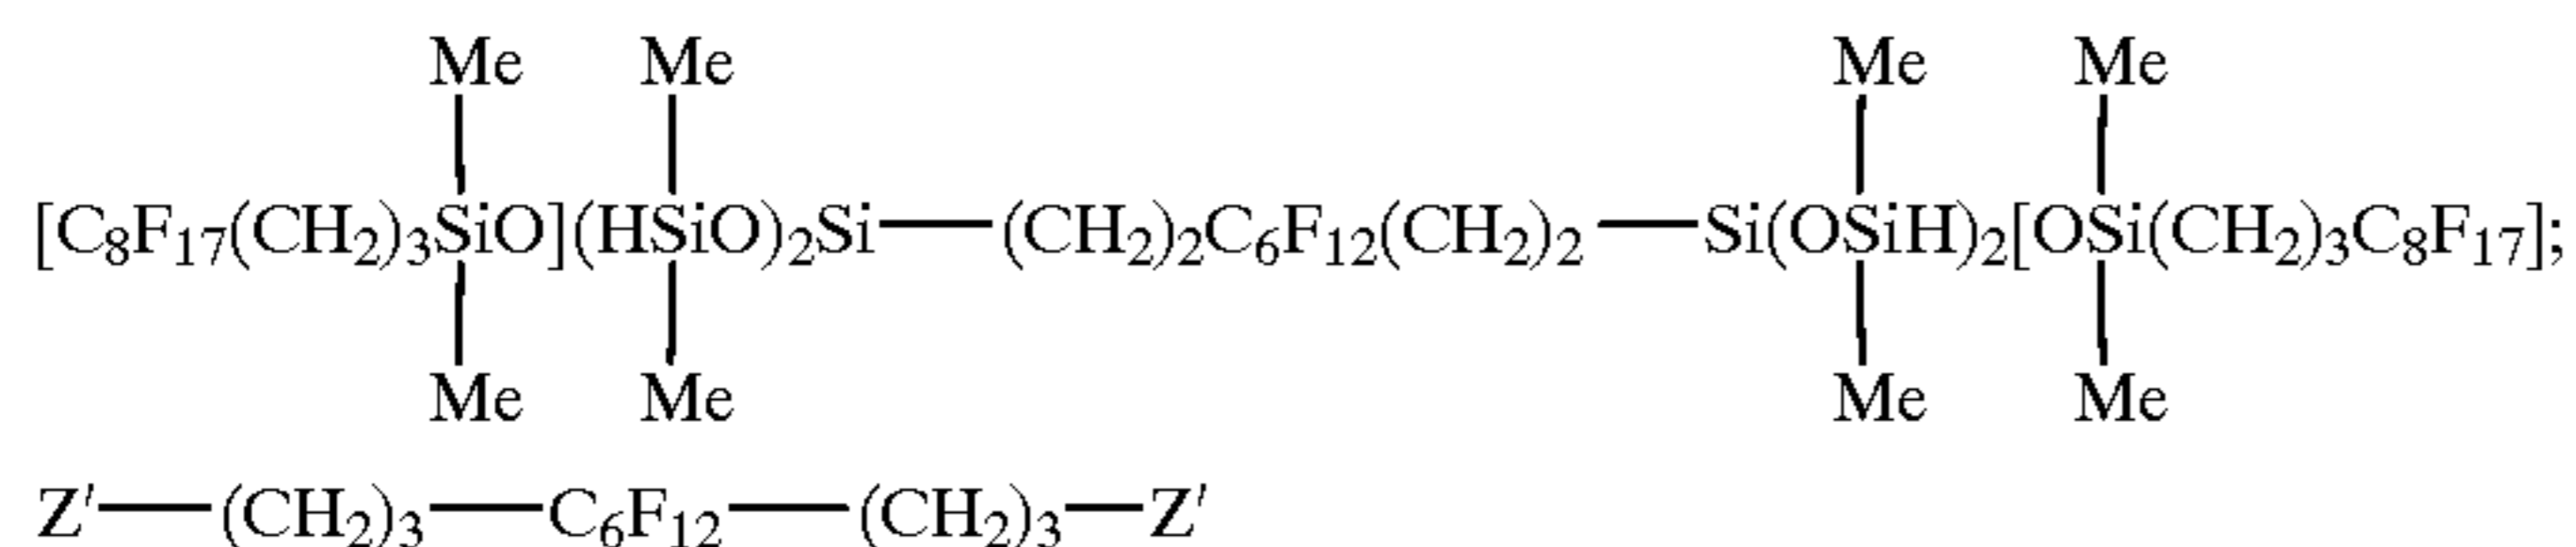 Me Me Me Me
[C₈F₁₇(CH₂)₃SiO](HSiO)₂Si—(CH₂)₂C₆F₁₂(CH₂)₂—Si(OSiH)₂[OSi(CH₂)₃C₈F₁₇];
Me Me Me Me
Z′—(CH₂)₃—C₆F₁₂—(CH₂)₃—Z′